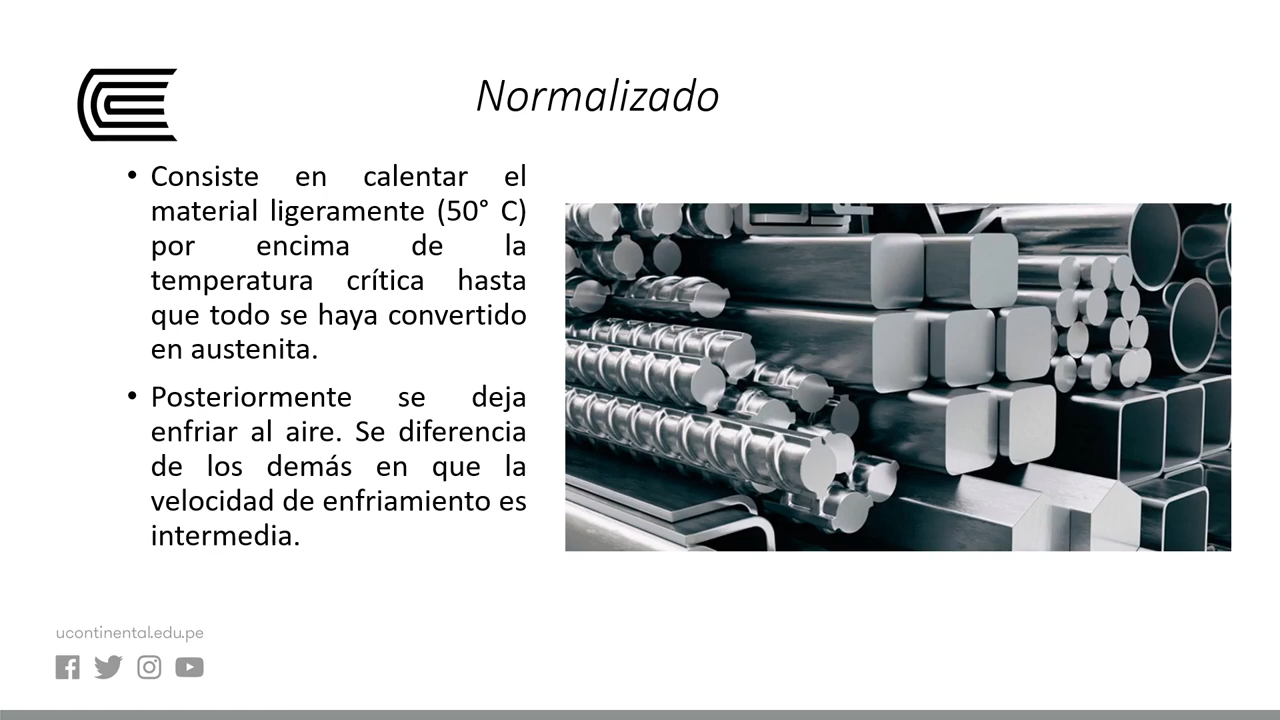 Normalizado
• Consiste en calentar el
material ligeramente (50° C)
por encima de la
temperatura crítica hasta
que todo se haya convertido
en austenita.
• Posteriormente se deja
enfriar al aire. Se diferencia
de los demás en que la
velocidad de enfriamiento es
intermedia.
ucontinental.edu.pe